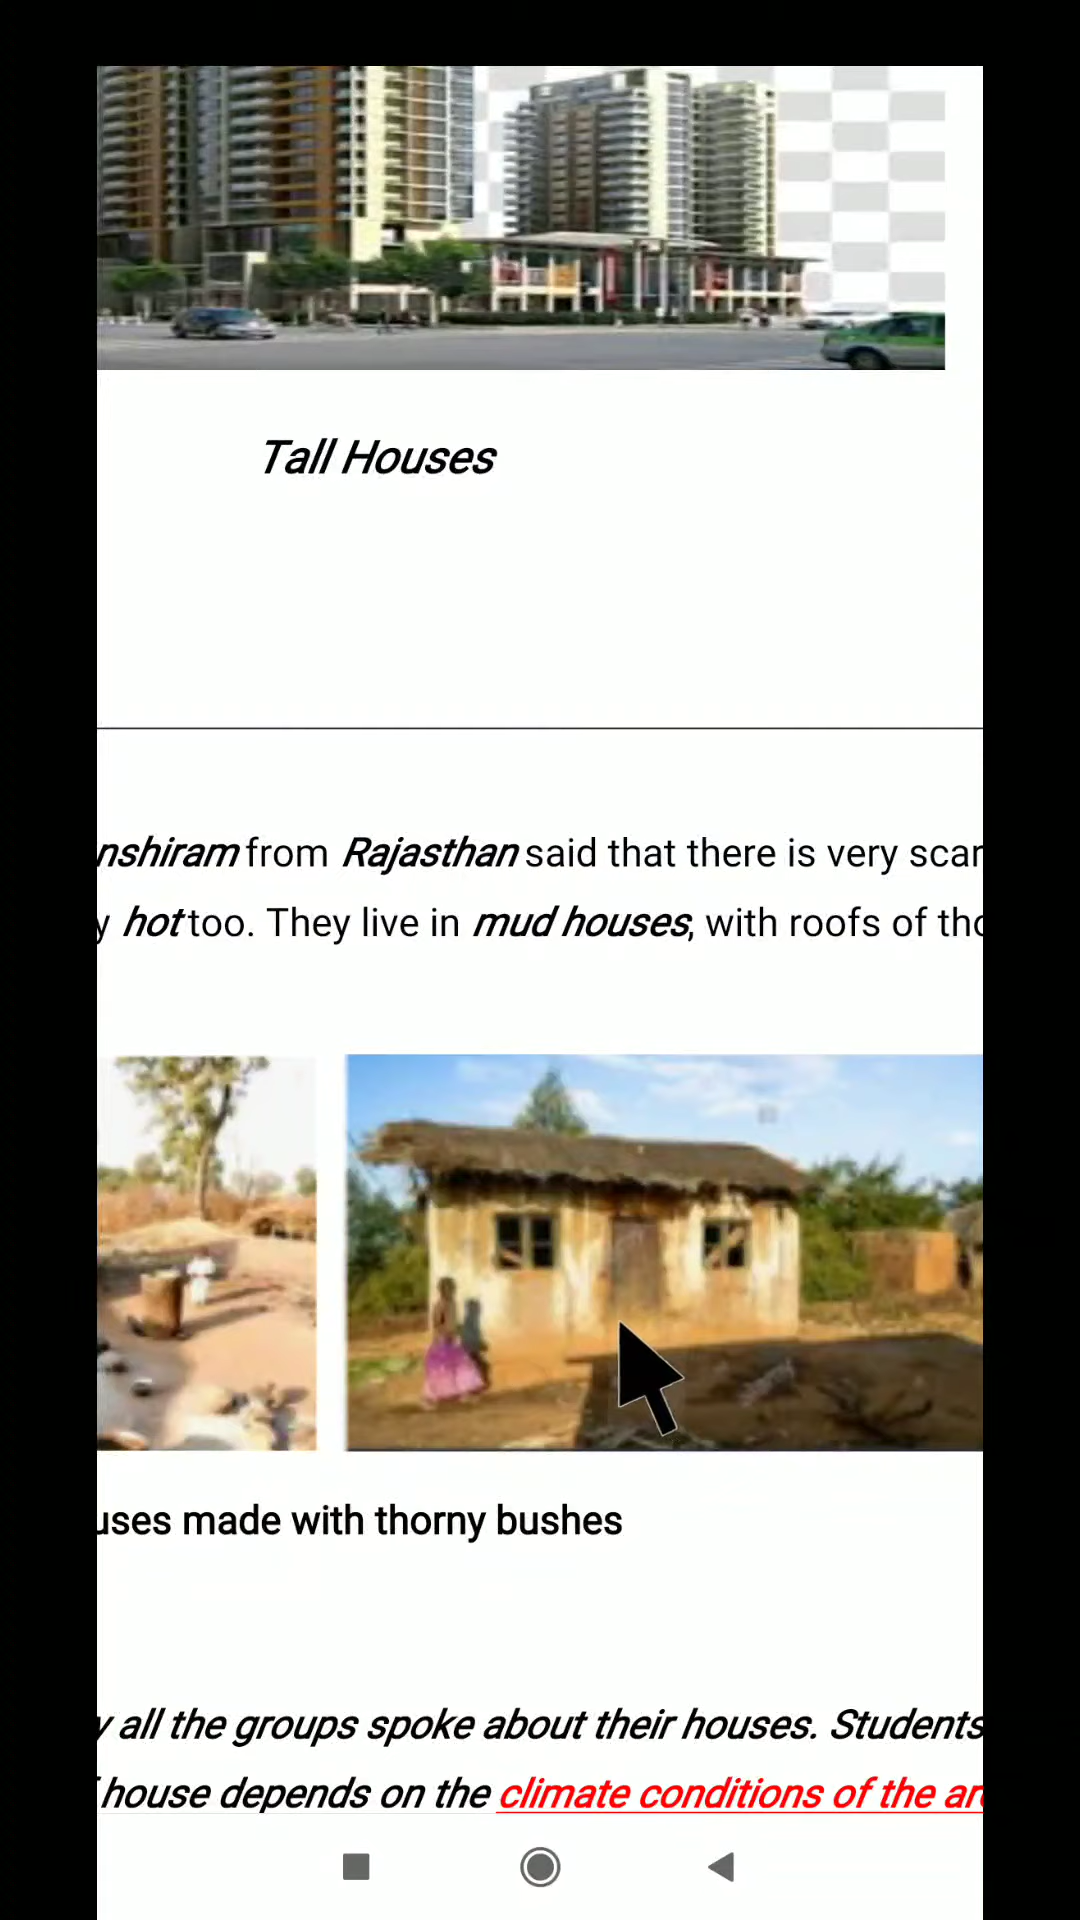 Tall Houses
nshiram from Rajasthan said that there is very scar
y hot too. They live in mud houses, with roofs of tho
uses made with thorny bushes
y all the groups spoke about their houses. Students
f house depends on the climate conditions of the are